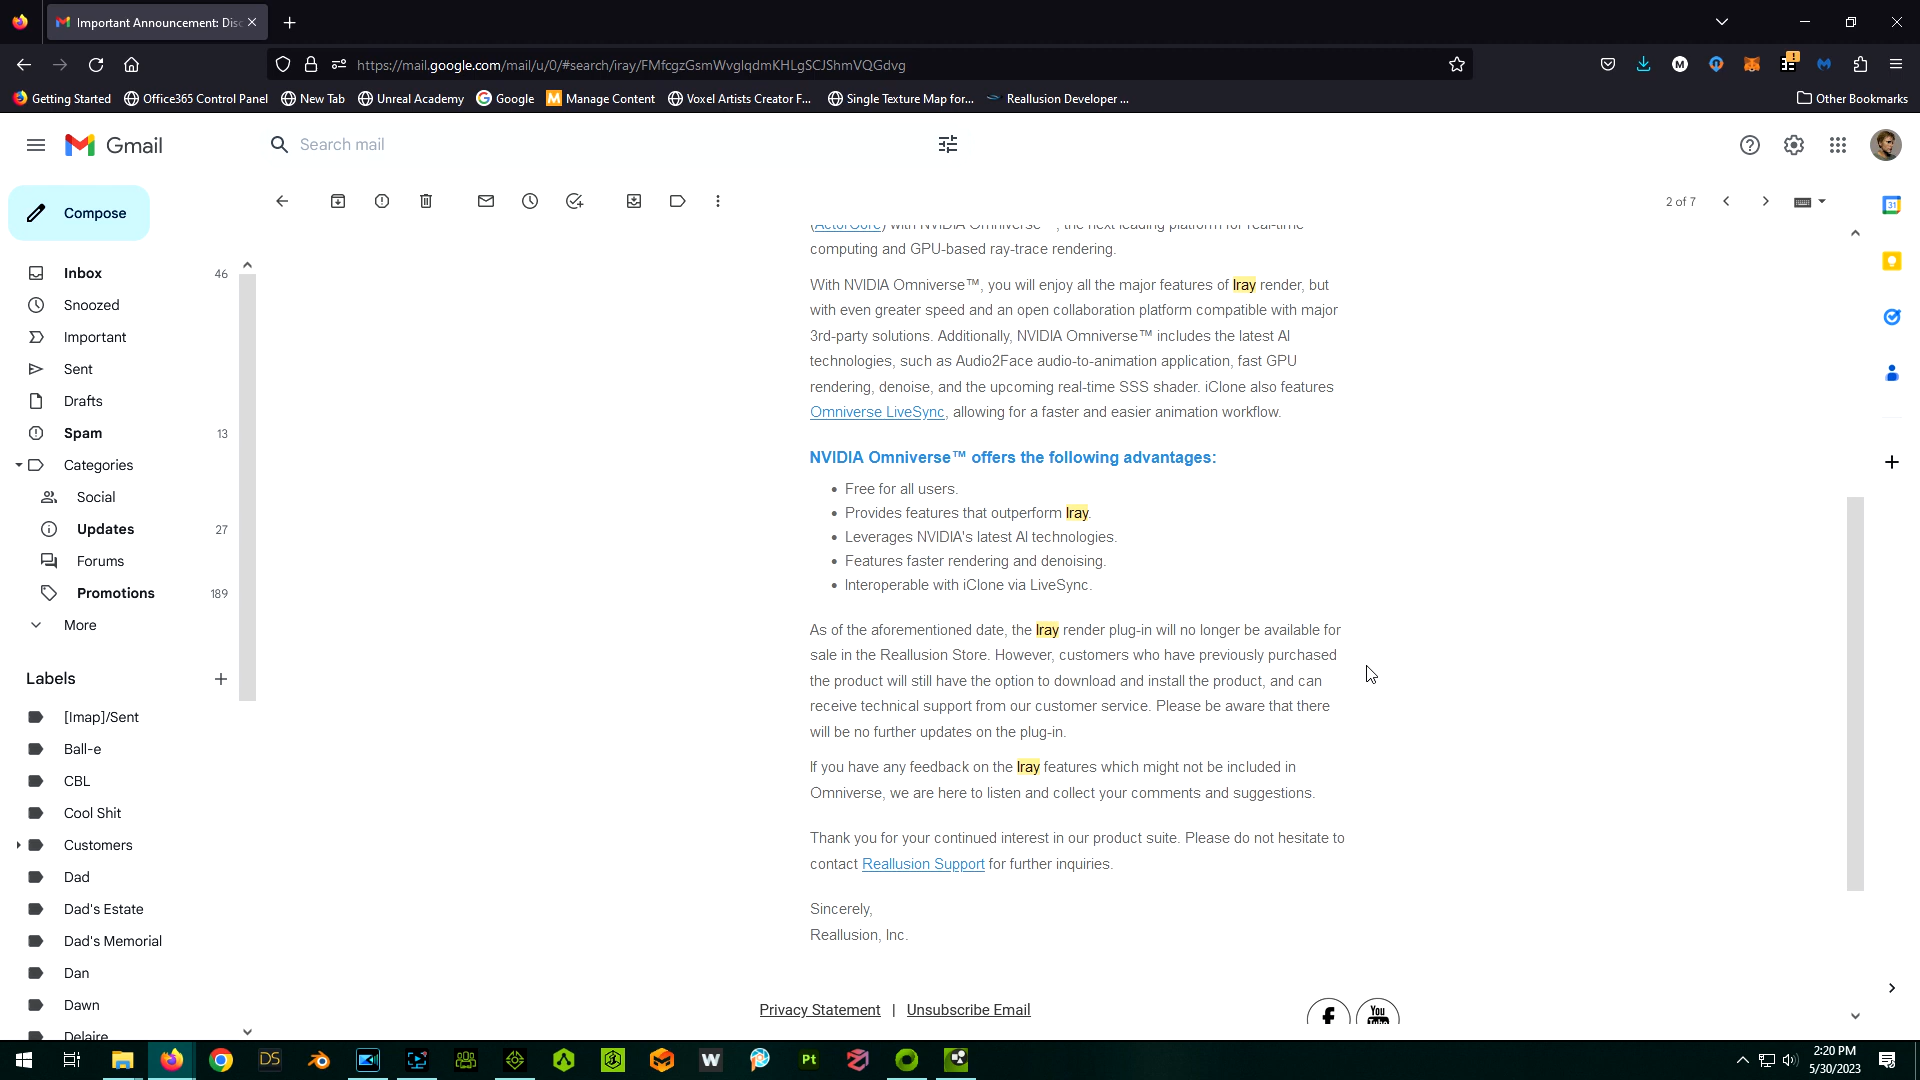 Important Announcement: Disc
https://mail.google.com/mail/u/0/#search/iray/FMfcgzGsmWvglqdmKHLgSCJShmVQGdvg
Getting Started
Office365 Control Panel
New Tab
Unreal Academy
Google
Manage Content
Voxel Artists Creator F...
Single Texture Map for...
Reallusion Developer ...
Other Bookmarks
Gmail
Search mail
Compose
2 of 7
Inbox 46
Snoozed
Important
Sent
Drafts
Spam 13
Categories
Social
Updates 27
Forums
Promotions 189
More
Labels
[Imap]/Sent
Ball-e
CBL
Cool Shit
Customers
Dad
Dad's Estate
Dad's Memorial
Dan
Dawn
Delaire
(ActorCore) with NVIDIA Omniverse™, the next leading platform for real-time
computing and GPU-based ray-trace rendering.
With NVIDIA Omniverse™, you will enjoy all the major features of Iray render, but
with even greater speed and an open collaboration platform compatible with major
3rd-party solutions. Additionally, NVIDIA Omniverse™ includes the latest AI
technologies, such as Audio2Face audio-to-animation application, fast GPU
rendering, denoise, and the upcoming real-time SSS shader. iClone also features
Omniverse LiveSync, allowing for a faster and easier animation workflow.
NVIDIA Omniverse™ offers the following advantages:
• Free for all users.
• Provides features that outperform Iray.
• Leverages NVIDIA's latest AI technologies.
• Features faster rendering and denoising.
• Interoperable with iClone via LiveSync.
As of the aforementioned date, the Iray render plug-in will no longer be available for
sale in the Reallusion Store. However, customers who have previously purchased
the product will still have the option to download and install the product, and can
receive technical support from our customer service. Please be aware that there
will be no further updates on the plug-in.
If you have any feedback on the Iray features which might not be included in
Omniverse, we are here to listen and collect your comments and suggestions.
Thank you for your continued interest in our product suite. Please do not hesitate to
contact Reallusion Support for further inquiries.
Sincerely,
Reallusion, Inc.
Privacy Statement | Unsubscribe Email
f
You
31
DS
W
Pt
2:20 PM
5/30/2023